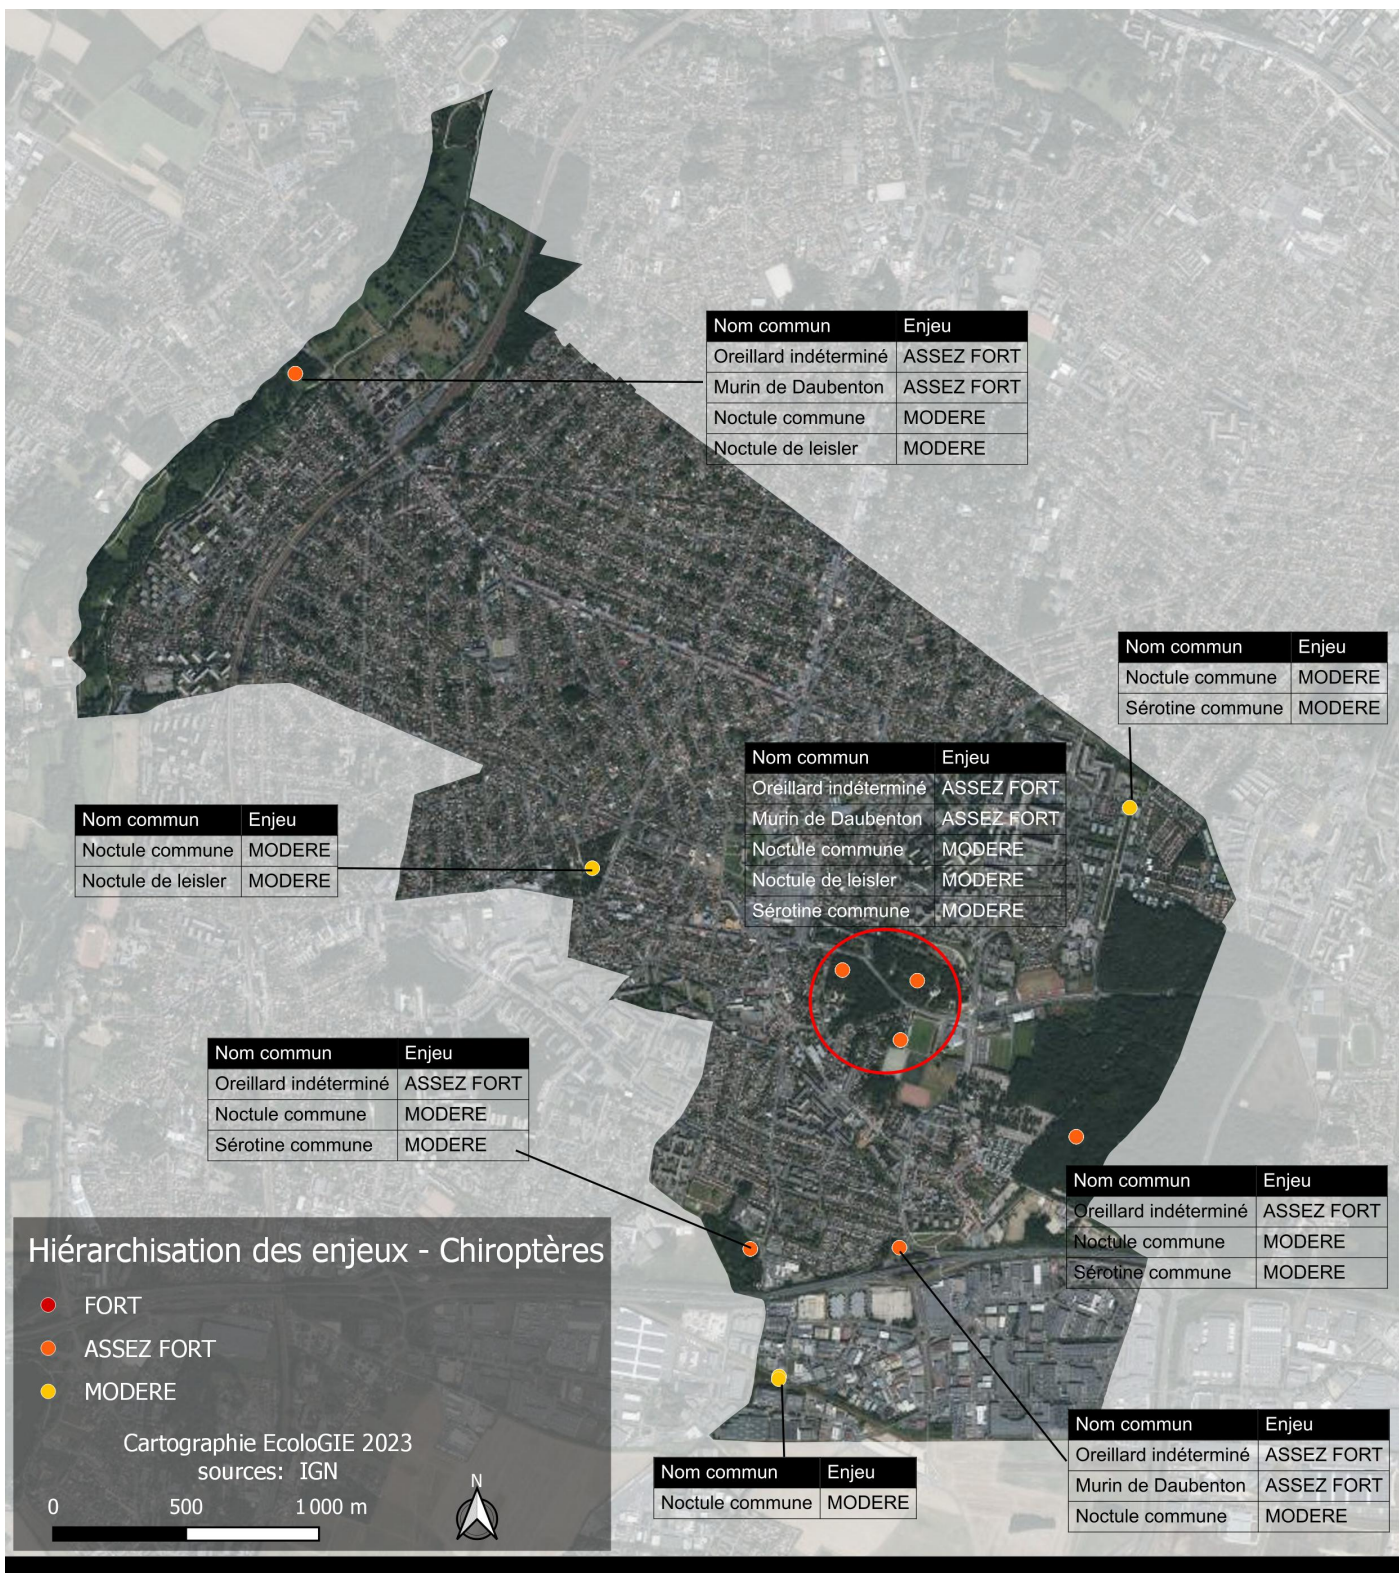 Nom commun Enjeu
Oreillard indéterminé ASSEZ FORT
Murin de Daubenton ASSEZ FORT
Noctule commune MODERE
Noctule de leisler MODERE
Nom commun Enjeu
Noctule commune MODERE
Sérotine commune MODERE
Nom commun Enjeu
Oreillard indéterminé ASSEZ FORT
Murin de Daubenton ASSEZ FORT
Noctule commune MODERE
Noctule de leisler MODERE
Sérotine commune MODERE
Nom commun Enjeu
Noctule commune MODERE
Noctule de leisler MODERE
Nom commun Enjeu
Oreillard indéterminé ASSEZ FORT
Noctule commune MODERE
Sérotine commune MODERE
Nom commun Enjeu
Oreillard indéterminé ASSEZ FORT
Noctule commune MODERE
Sérotine commune MODERE
Hiérarchisation des enjeux - Chiroptères
FORT
ASSEZ FORT
MODERE
Cartographie EcoloGIE 2023
sources: IGN
0 500 1 000 m
N
Nom commun Enjeu
Noctule commune MODERE
Nom commun Enjeu
Oreillard indéterminé ASSEZ FORT
Murin de Daubenton ASSEZ FORT
Noctule commune MODERE